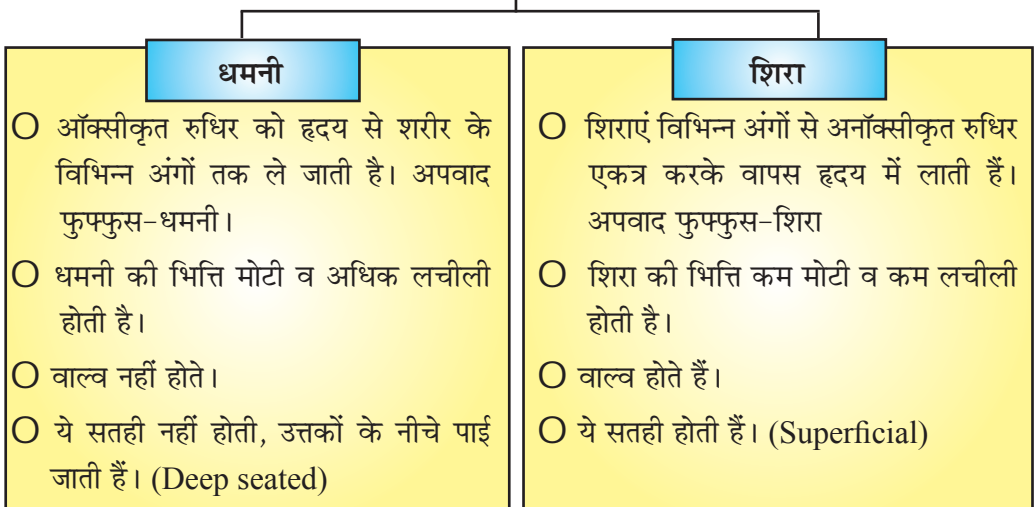 धमनी
O ऑक्सीकृत रुधिर को हृदय से शरीर के
विभिन्न अंगों तक ले जाती है। अपवाद
फुफ्फुस-धमनी।
O धमनी की भित्ति मोटी व अधिक लचीली
होती है।
O वाल्व नहीं होते।
O ये सतही नहीं होती, उत्तकों के नीचे पाई
जाती हैं। (Deep seated)
शिरा
O शिराएं विभिन्न अंगों से अनॉक्सीकृत रुधिर
एकत्र करके वापस हृदय में लाती हैं।
अपवाद फुफ्फुस-शिरा
O शिरा की भित्ति कम मोटी व कम लचीली
होती है।
O वाल्व होते हैं।
O ये सतही होती हैं। (Superficial)